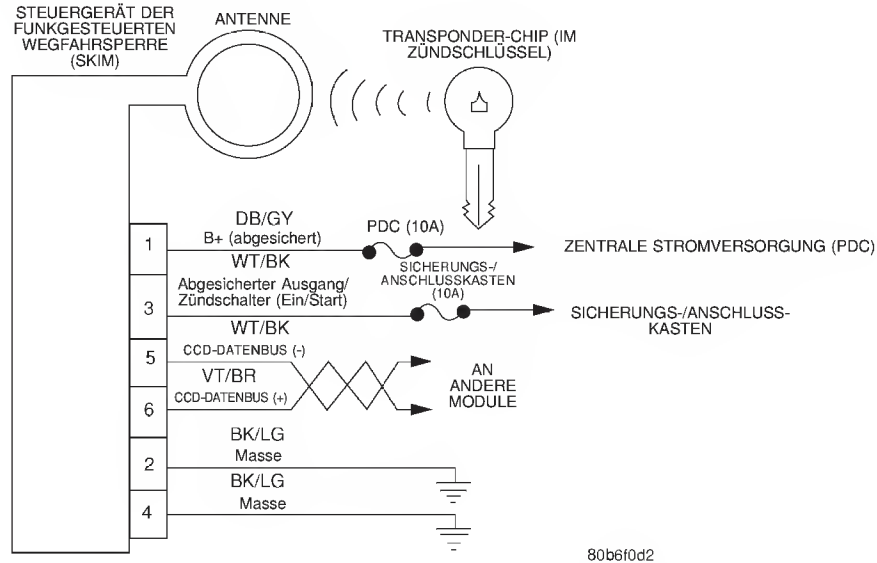 STEUERGERÄT DER
FUNKGESTEUERTEN
WEGFAHRSPERRE
(SKIM)
ANTENNE
TRANSPONDER-CHIP (IM
ZÜNDSCHLÜSSEL)
1
DB/GY
B+ (abgesichert)
WT/BK
PDC (10A)
ZENTRALE STROMVERSORGUNG (PDC)
3
Abgesicherter Ausgang/
Zündschalter (Ein/Start)
WT/BK
SICHERUNGS-/
ANSCHLUSSKASTEN
(10A)
SICHERUNGS-/ANSCHLUSS-
KASTEN
5
CCD-DATENBUS (-)
VT/BR
6
CCD-DATENBUS (+)
AN
ANDERE
MODULE
2
BK/LG
Masse
BK/LG
4
Masse
80b6f0d2